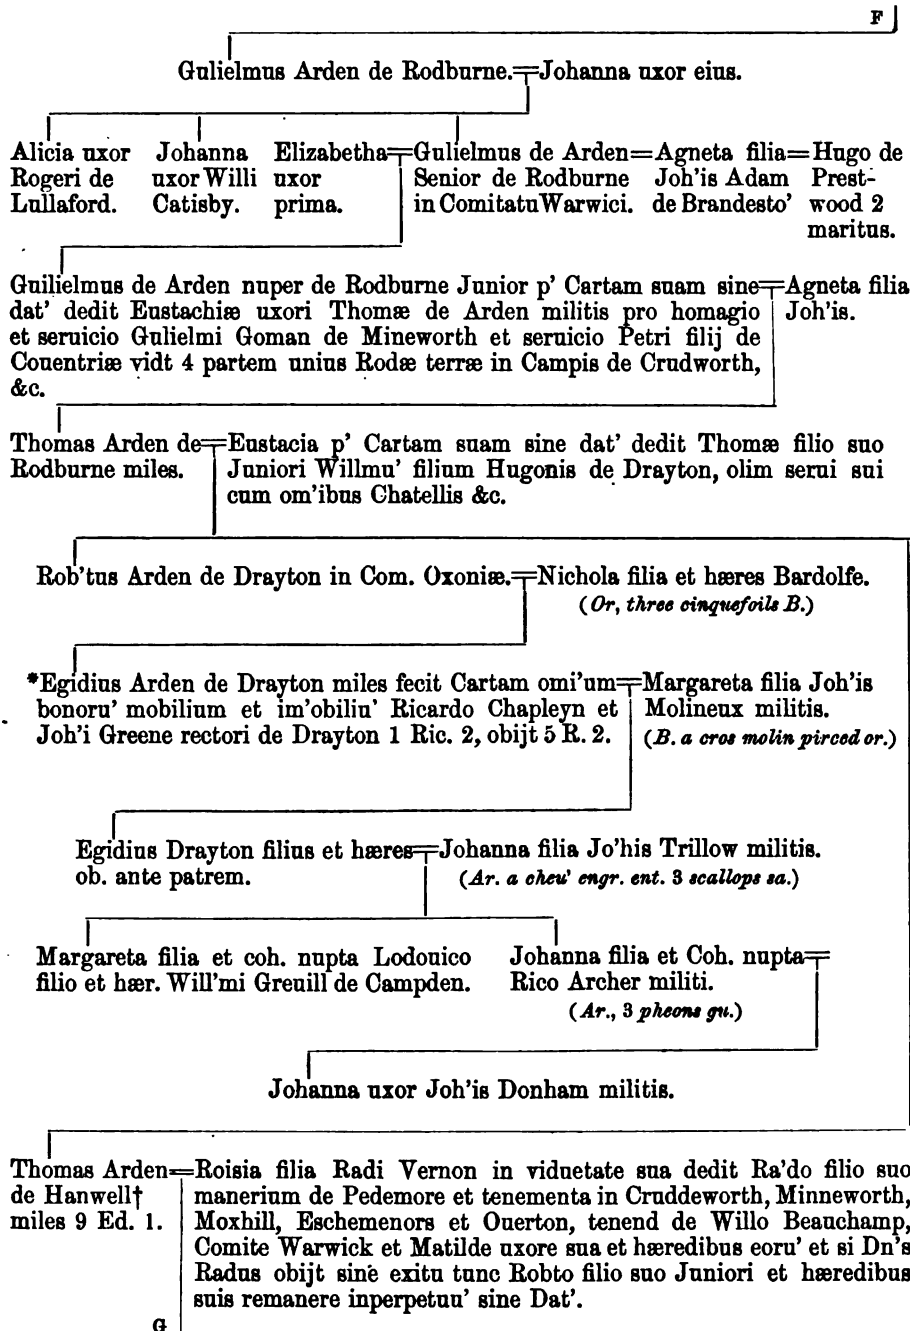 F
Gulielmus Arden de Rodburne.=Johanna uxor eius.
Alicia uxor
Rogeri de
Lullaford.
Johanna
uxor Willi
Catisby.
Elizabetha=
uxor
prima.
Gulielmus de Arden=
Senior de Rodburne
in Comitatu Warwici.
Agneta filia=
Joh'is Adam
de Brandesto'
Hugo de
Prest-
wood 2
maritus.
Guilielmus de Arden nuper de Rodburne Junior p' Cartam suam sine=
dat' dedit Eustachiæ uxori Thomæ de Arden militis pro homagio
et seruicio Gulielmi Goman de Mineworth et seruicio Petri filij de
Couentriæ vidt 4 partem unius Rodæ terræ in Campis de Crudworth,
&c.
Agneta filia
Joh'is.
Thomas Arden de=
Rodburne miles.
Eustacia p' Cartam suam sine dat' dedit Thomæ filio suo
Juniori Willmu' filium Hugonis de Drayton, olim serui sui
cum om'ibus Chatellis &c.
Rob'tus Arden de Drayton in Com. Oxoniæ.=Nichola filia et hæres Bardolfe.
(Or, three cinquefoils B.)
*Egidius Arden de Drayton miles fecit Cartam omi'um=
bonoru' mobilium et im'obiliu' Ricardo Chapleyn et
Joh'i Greene rectori de Drayton 1 Ric. 2, obijt 5 R. 2.
Margareta filia Joh'is
Molineux militis.
(B. a cros molin pirced or.)
Egidius Drayton filius et hæres=
ob. ante patrem.
Johanna filia Jo'his Trillow militis.
(Ar. a cheu' engr. ent. 3 scallops sa.)
Margareta filia et coh. nupta Lodouico
filio et hær. Will'mi Greuill de Campden.
Johanna filia et Coh. nupta=
Rico Archer militi.
(Ar., 3 pheons gu.)
Johanna uxor Joh'is Donham militis.
Thomas Arden=
de Hanwell†
miles 9 Ed. 1.
Roisia filia Radi Vernon in viduetate sua dedit Ra'do filio suo
manerium de Pedemore et tenementa in Cruddeworth, Minneworth,
Moxhill, Eschemenors et Ouerton, tenend de Willo Beauchamp,
Comite Warwick et Matilde uxore sua et hæredibus eoru' et si Dn's
Radus obijt sine exitu tunc Robto filio suo Juniori et hæredibus
suis remanere inperpetuu' sine Dat'.
G